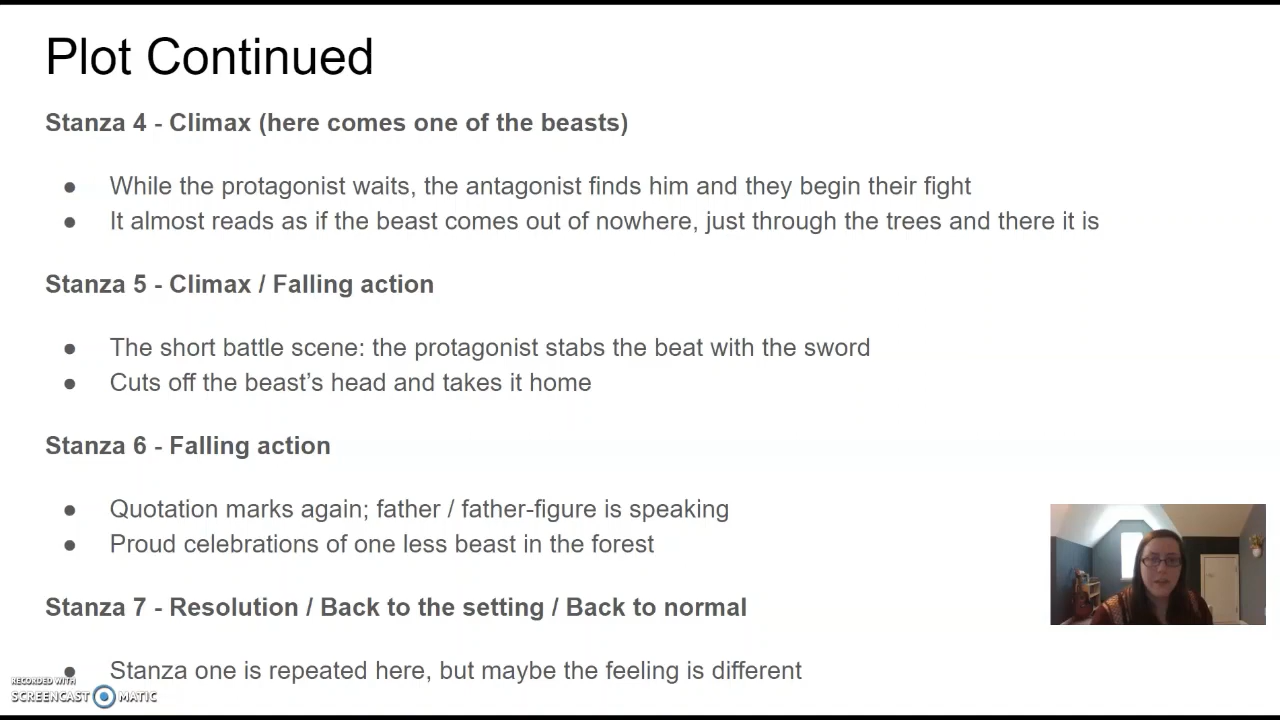 Plot Continued
Stanza 4 - Climax (here comes one of the beasts)
● While the protagonist waits, the antagonist finds him and they begin their fight
● It almost reads as if the beast comes out of nowhere, just through the trees and there it is
Stanza 5 - Climax / Falling action
● The short battle scene: the protagonist stabs the beat with the sword
● Cuts off the beast’s head and takes it home
Stanza 6 - Falling action
● Quotation marks again; father / father-figure is speaking
● Proud celebrations of one less beast in the forest
Stanza 7 - Resolution / Back to the setting / Back to normal
● Stanza one is repeated here, but maybe the feeling is different
RECORDED WITH
SCREENCAST MATIC